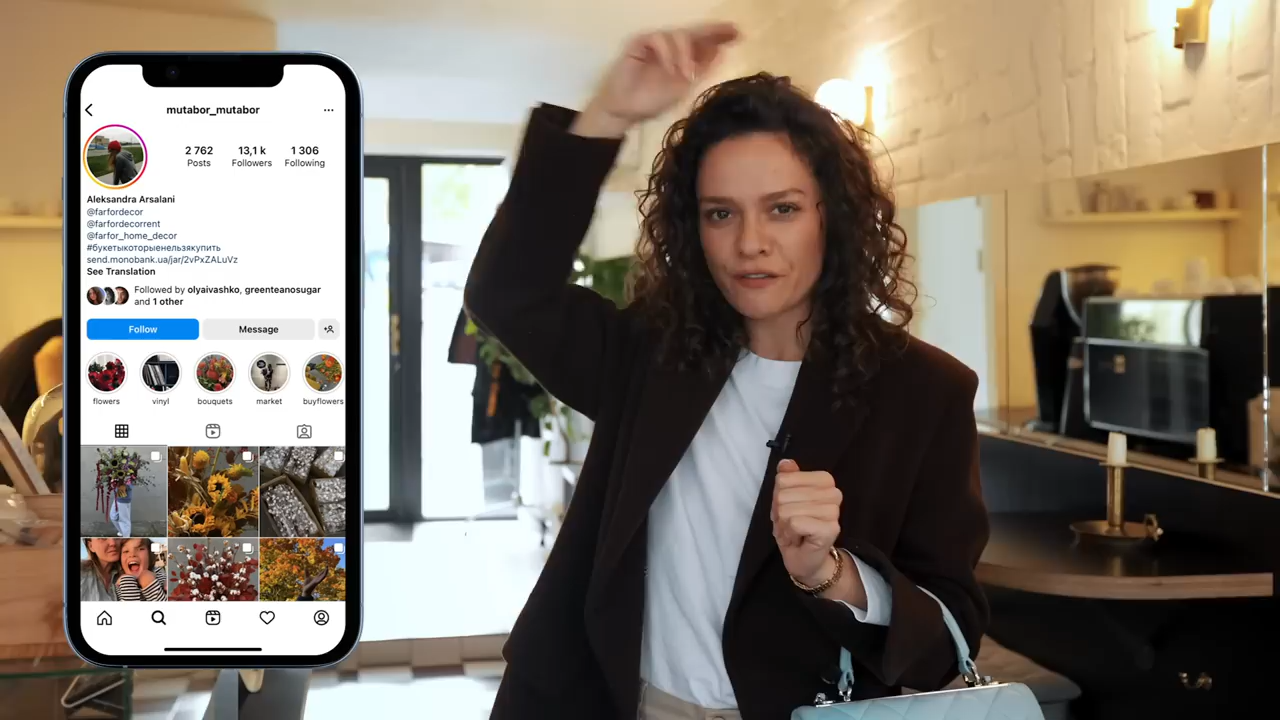 mutabor_mutabor
2 762 13,1 k 1 306
Posts Followers Following
Aleksandra Arsalani
@farfordecor
@farfordecorrent
@farfor_home_decor
#букетыкоторыенельзякупить
send.monobank.ua/jar/2vPxZALuVz
See Translation
Followed by olyaivashko, greenteanosugar
and 1 other
Follow Message
flowers vinyl bouquets market buyflowers